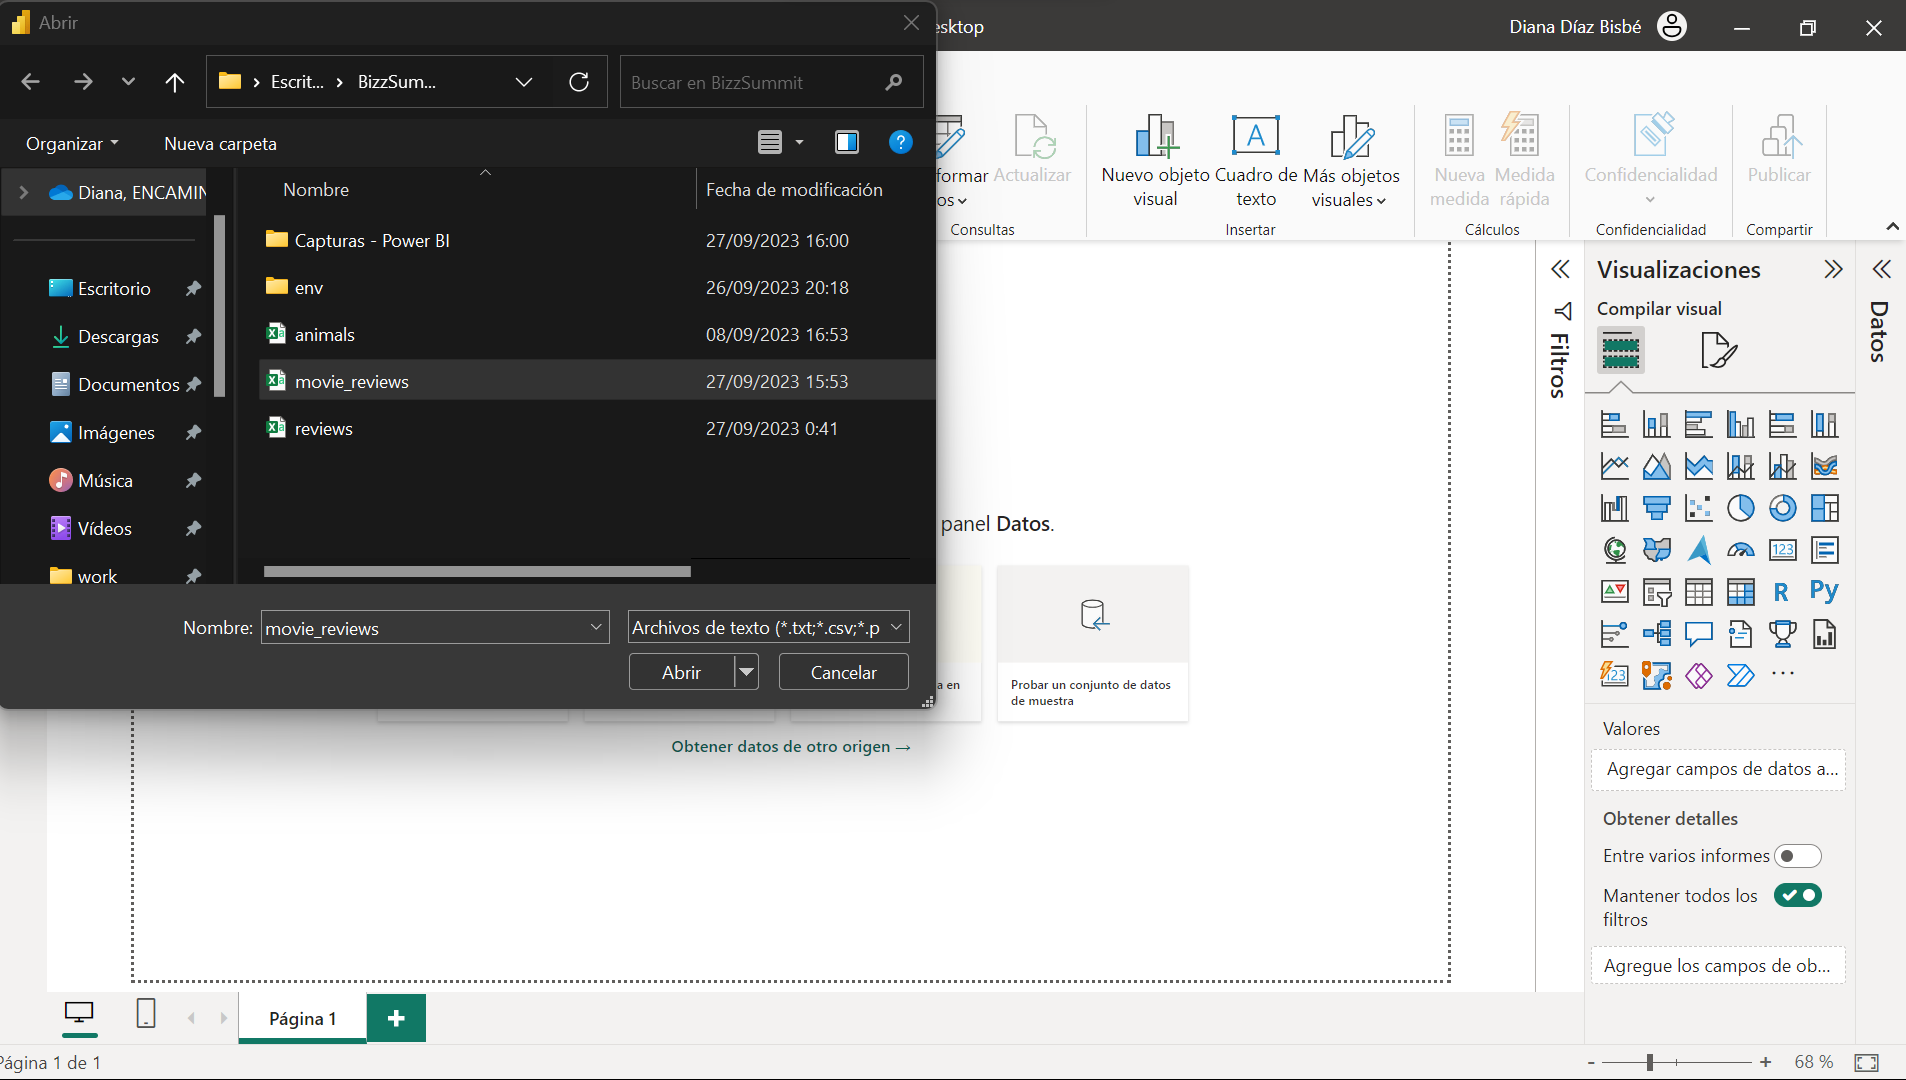 Abrir
esktop
Diana Díaz Bisbé
Escrit...
BizzSum...
Buscar en BizzSummit
Organizar
Nueva carpeta
Diana, ENCAMIN
Escritorio
Descargas
Documentos
Imágenes
Música
Vídeos
work
Nombre
Fecha de modificación
Capturas - Power BI
27/09/2023 16:00
env
26/09/2023 20:18
animals
08/09/2023 16:53
movie_reviews
27/09/2023 15:53
reviews
27/09/2023 0:41
Nombre:
movie_reviews
Archivos de texto (*.txt;*.csv;*.p
Abrir
Cancelar
formar
os
Actualizar
Consultas
Nuevo objeto
visual
Cuadro de
texto
Más objetos
visuales
Insertar
Nueva
medida
Medida
rápida
Cálculos
Confidencialidad
Confidencialidad
Publicar
Compartir
panel Datos.
a en
Probar un conjunto de datos
de muestra
Obtener datos de otro origen →
Filtros
Visualizaciones
Compilar visual
123
R
Py
123
...
Valores
Agregar campos de datos a...
Obtener detalles
Entre varios informes
Mantener todos los
filtros
Agregue los campos de ob...
Datos
Página 1
+
Página 1 de 1
-
+
68 %